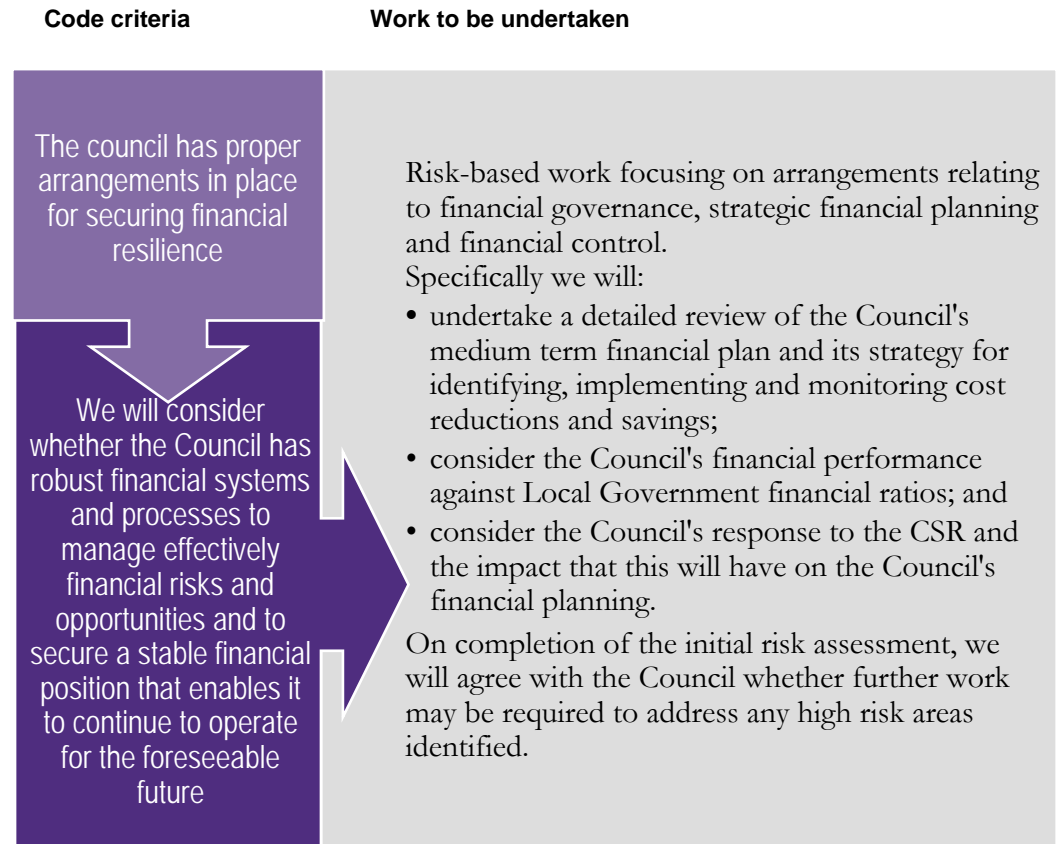 Code criteria
Work to be undertaken
The council has proper
arrangements in place
for securing financial
resilience
We will consider
whether the Council has
robust financial systems
and processes to
manage effectively
financial risks and
opportunities and to
secure a stable financial
position that enables it
to continue to operate
for the foreseeable
future
Risk-based work focusing on arrangements relating
to financial governance, strategic financial planning
and financial control.
Specifically we will:
• undertake a detailed review of the Council's
medium term financial plan and its strategy for
identifying, implementing and monitoring cost
reductions and savings;
• consider the Council's financial performance
against Local Government financial ratios; and
• consider the Council's response to the CSR and
the impact that this will have on the Council's
financial planning.
On completion of the initial risk assessment, we
will agree with the Council whether further work
may be required to address any high risk areas
identified.